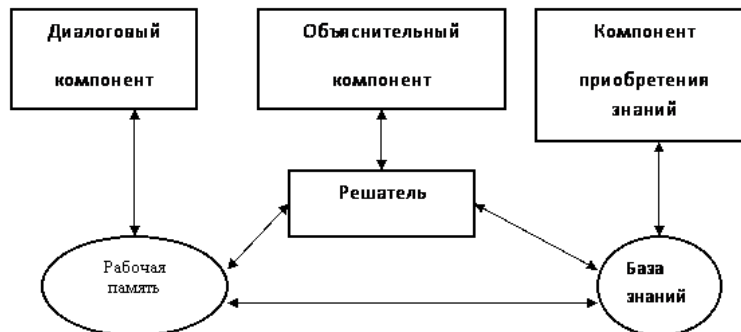 Диалоговый
компонент
Объяснительный
компонент
Компонент
приобретения
знаний
Решатель
Рабочая
память
База
знаний